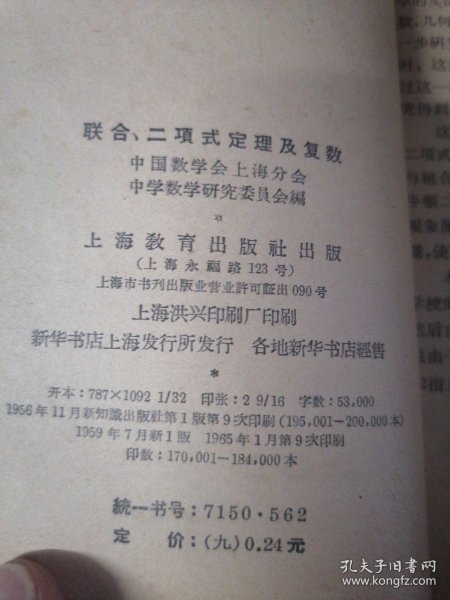 联合、二項式定理及复数
中国数学会上海分会
中学数学研究委員会編
*
上海教育出版社出版
(上海永福路123号)
上海市书刊出版业营业許可証出090号
上海洪兴印刷厂印刷
新华书店上海发行所发行 各地新华书店經售
*
开本:787×1092 1/32 印张:2 9/16 字数:53,000
1956年11月新知識出版社第1版第9次印刷(195,001—200,000本)
1959年7月新1版 1965年1月第9次印刷
印数:170,001—184,000本
統一书号:7150·562
定 价:(九)0.24元
孔夫子旧书网
www.kongfz.com